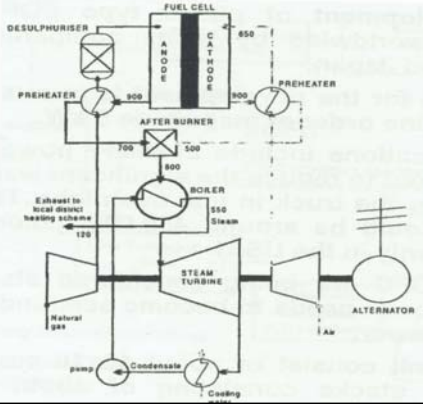 FUEL CELL
DESULPHURISER
650
ANODE
CATHODE
PREHEATER
PREHEATER
900
900
AFTER BURNER
700
500
800
BOILER
Exhaust to
local district
heating scheme
120
550
Steam
STEAM
TURBINE
Natural
gas
Air
ALTERNATOR
pump
Condensate
Cooling
water